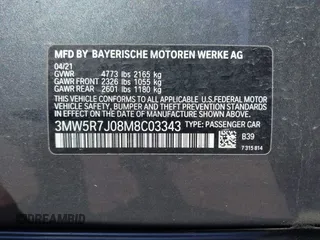 MFD BY BAYERISCHE MOTOREN WERKE AG
04/21
GVWR 4773 lbs 2165 kg
GAWR FRONT 2326 lbs 1055 kg
GAWR REAR 2601 lbs 1180 kg
THIS VEHICLE CONFORMS TO ALL APPLICABLE U.S. FEDERAL MOTOR
VEHICLE SAFETY, BUMPER AND THEFT PREVENTION STANDARDS
IN EFFECT ON THE DATE OF MANUFACTURE SHOWN ABOVE.
3MW5R7J08M8C03343 TYPE: PASSENGER CAR
B39
7 315 814
DREAMBID